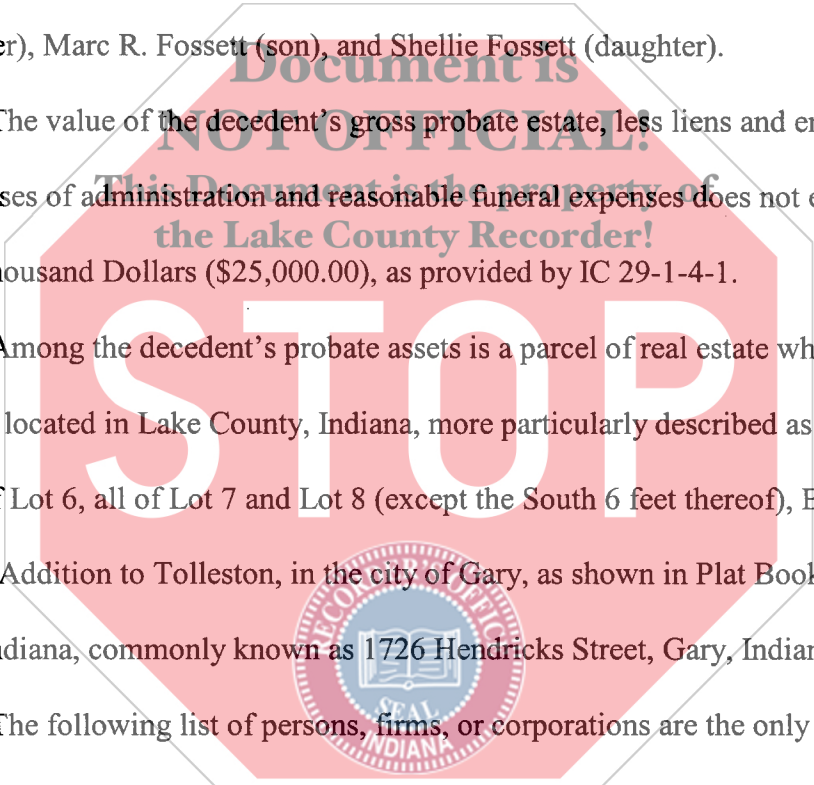 er), Marc R. Fossett (son), and Shellie Fossett (daughter).
Document is
The value of the decedent's gross probate estate, less liens and en
NOT OFFICIAL!
ses of administration and reasonable funeral expenses does not e
This Document is the property of
the Lake County Recorder!
ousand Dollars ($25,000.00), as provided by IC 29-1-4-1.
Among the decedent's probate assets is a parcel of real estate wh
STOP
located in Lake County, Indiana, more particularly described as
f Lot 6, all of Lot 7 and Lot 8 (except the South 6 feet thereof), B
Addition to Tolleston, in the city of Gary, as shown in Plat Book
RECORDER'S OFFICE
ndiana, commonly known as 1726 Hendricks Street, Gary, Indian
SEAL
The following list of persons, firms, or corporations are the only
INDIANA